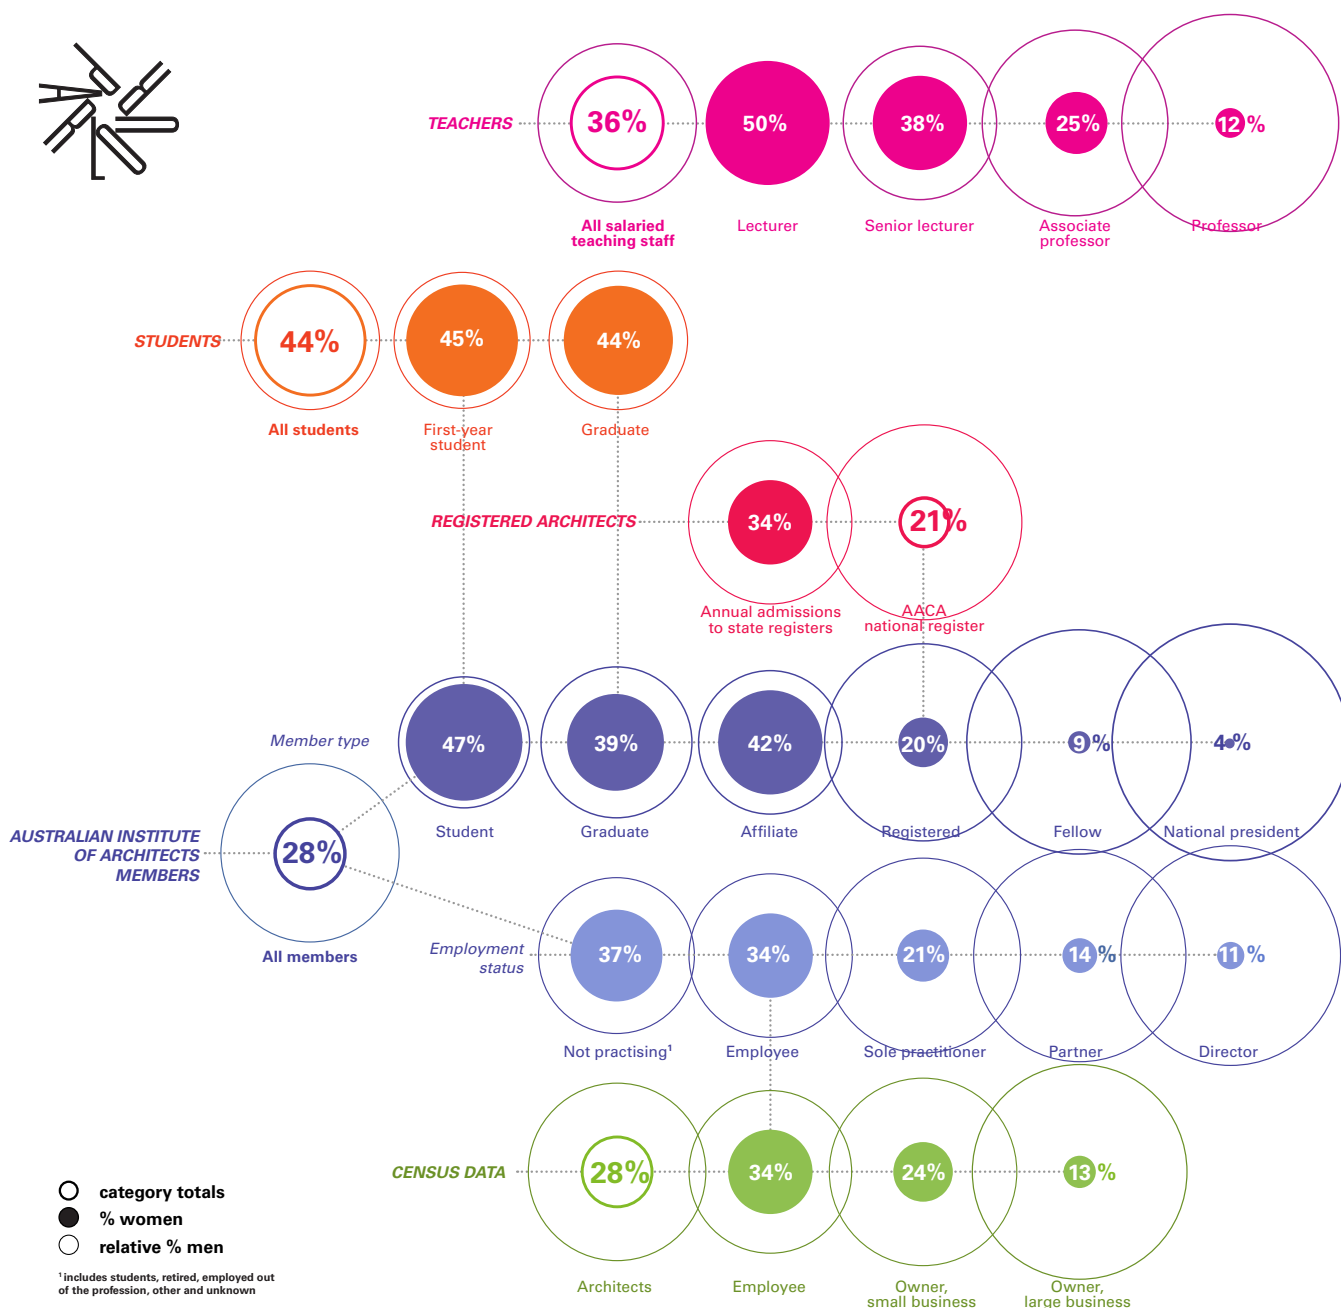 TEACHERS
36%
50%
38%
25%
12%
All salaried
teaching staff
Lecturer
Senior lecturer
Associate
professor
Professor
STUDENTS
44%
45%
44%
All students
First-year
student
Graduate
REGISTERED ARCHITECTS
34%
21%
Annual admissions
to state registers
AACA
national register
Member type
47%
39%
42%
20%
9%
4%
Student
Graduate
Affiliate
Registered
Fellow
National president
AUSTRALIAN INSTITUTE
OF ARCHITECTS
MEMBERS
28%
All members
Employment
status
37%
34%
21%
14%
11%
Not practising¹
Employee
Sole practitioner
Partner
Director
CENSUS DATA
28%
34%
24%
13%
Architects
Employee
Owner,
small business
Owner,
large business
category totals
% women
relative % men
¹ includes students, retired, employed out
of the profession, other and unknown